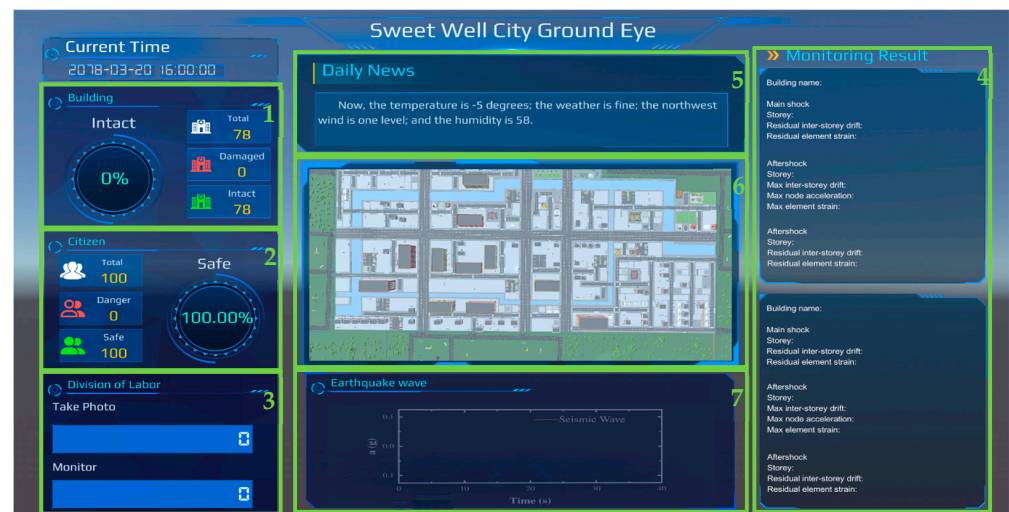 Sweet Well City Ground Eye
Current Time
2078-03-20 16:00:00
Building
1
Intact
0%
Total
78
Damaged
0
Intact
78
Citizen
2
Total
100
Danger
0
Safe
100
Safe
100.00%
Division of Labor
3
Take Photo
0
Monitor
0
Daily News
5
Now, the temperature is -5 degrees; the weather is fine; the northwest
wind is one level; and the humidity is 58.
6
Earthquake wave
7
Seismic Wave
a (g)
0.1
0.0
0.1
0 10 20 30 40
Time (s)
Monitoring Result
4
Building name:
Main shock
Storey:
Residual inter-storey drift:
Residual element strain:
Aftershock
Storey:
Max inter-storey drift:
Max node acceleration:
Max element strain:
Aftershock
Storey:
Residual inter-storey drift:
Residual element strain:
Building name:
Main shock
Storey:
Residual inter-storey drift:
Residual element strain:
Aftershock
Storey:
Max inter-storey drift:
Max node acceleration:
Max element strain:
Aftershock
Storey:
Residual inter-storey drift:
Residual element strain: